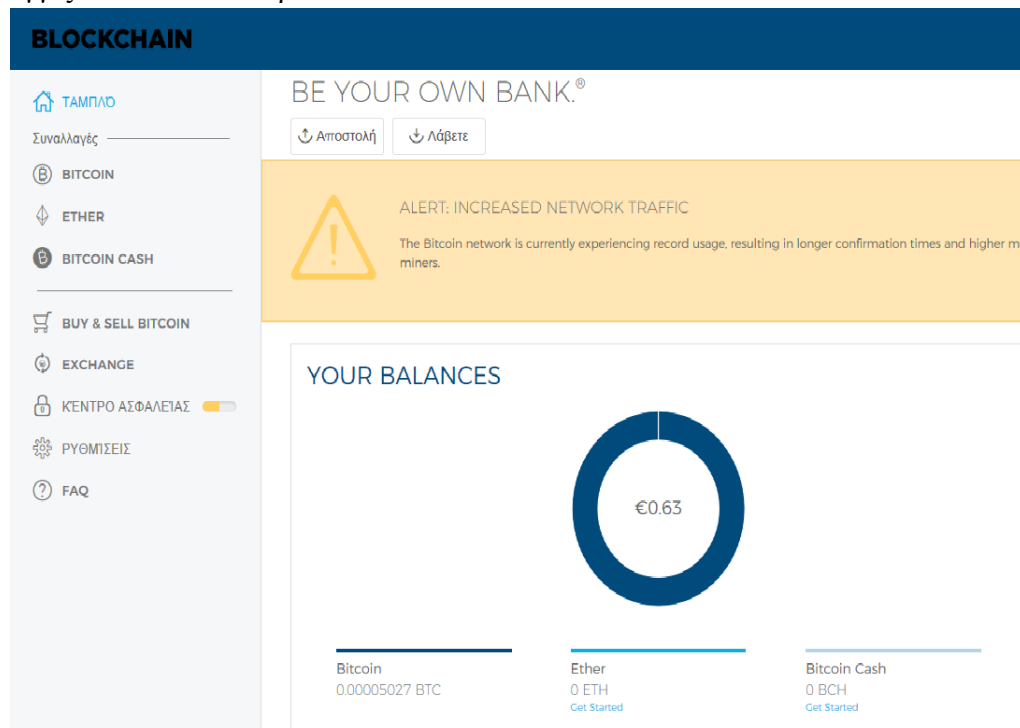 BLOCKCHAIN
ΤΑΜΠΛΌ
Συναλλαγές
BITCOIN
ETHER
BITCOIN CASH
BUY & SELL BITCOIN
EXCHANGE
ΚΈΝΤΡΟ ΑΣΦΑΛΕΊΑΣ
ΡΥΘΜΊΣΕΙΣ
FAQ
BE YOUR OWN BANK.®
Αποστολή
Λάβετε
ALERT: INCREASED NETWORK TRAFFIC
The Bitcoin network is currently experiencing record usage, resulting in longer confirmation times and higher m
miners.
YOUR BALANCES
€0.63
Bitcoin
0.00005027 BTC
Ether
0 ETH
Get Started
Bitcoin Cash
0 BCH
Get Started